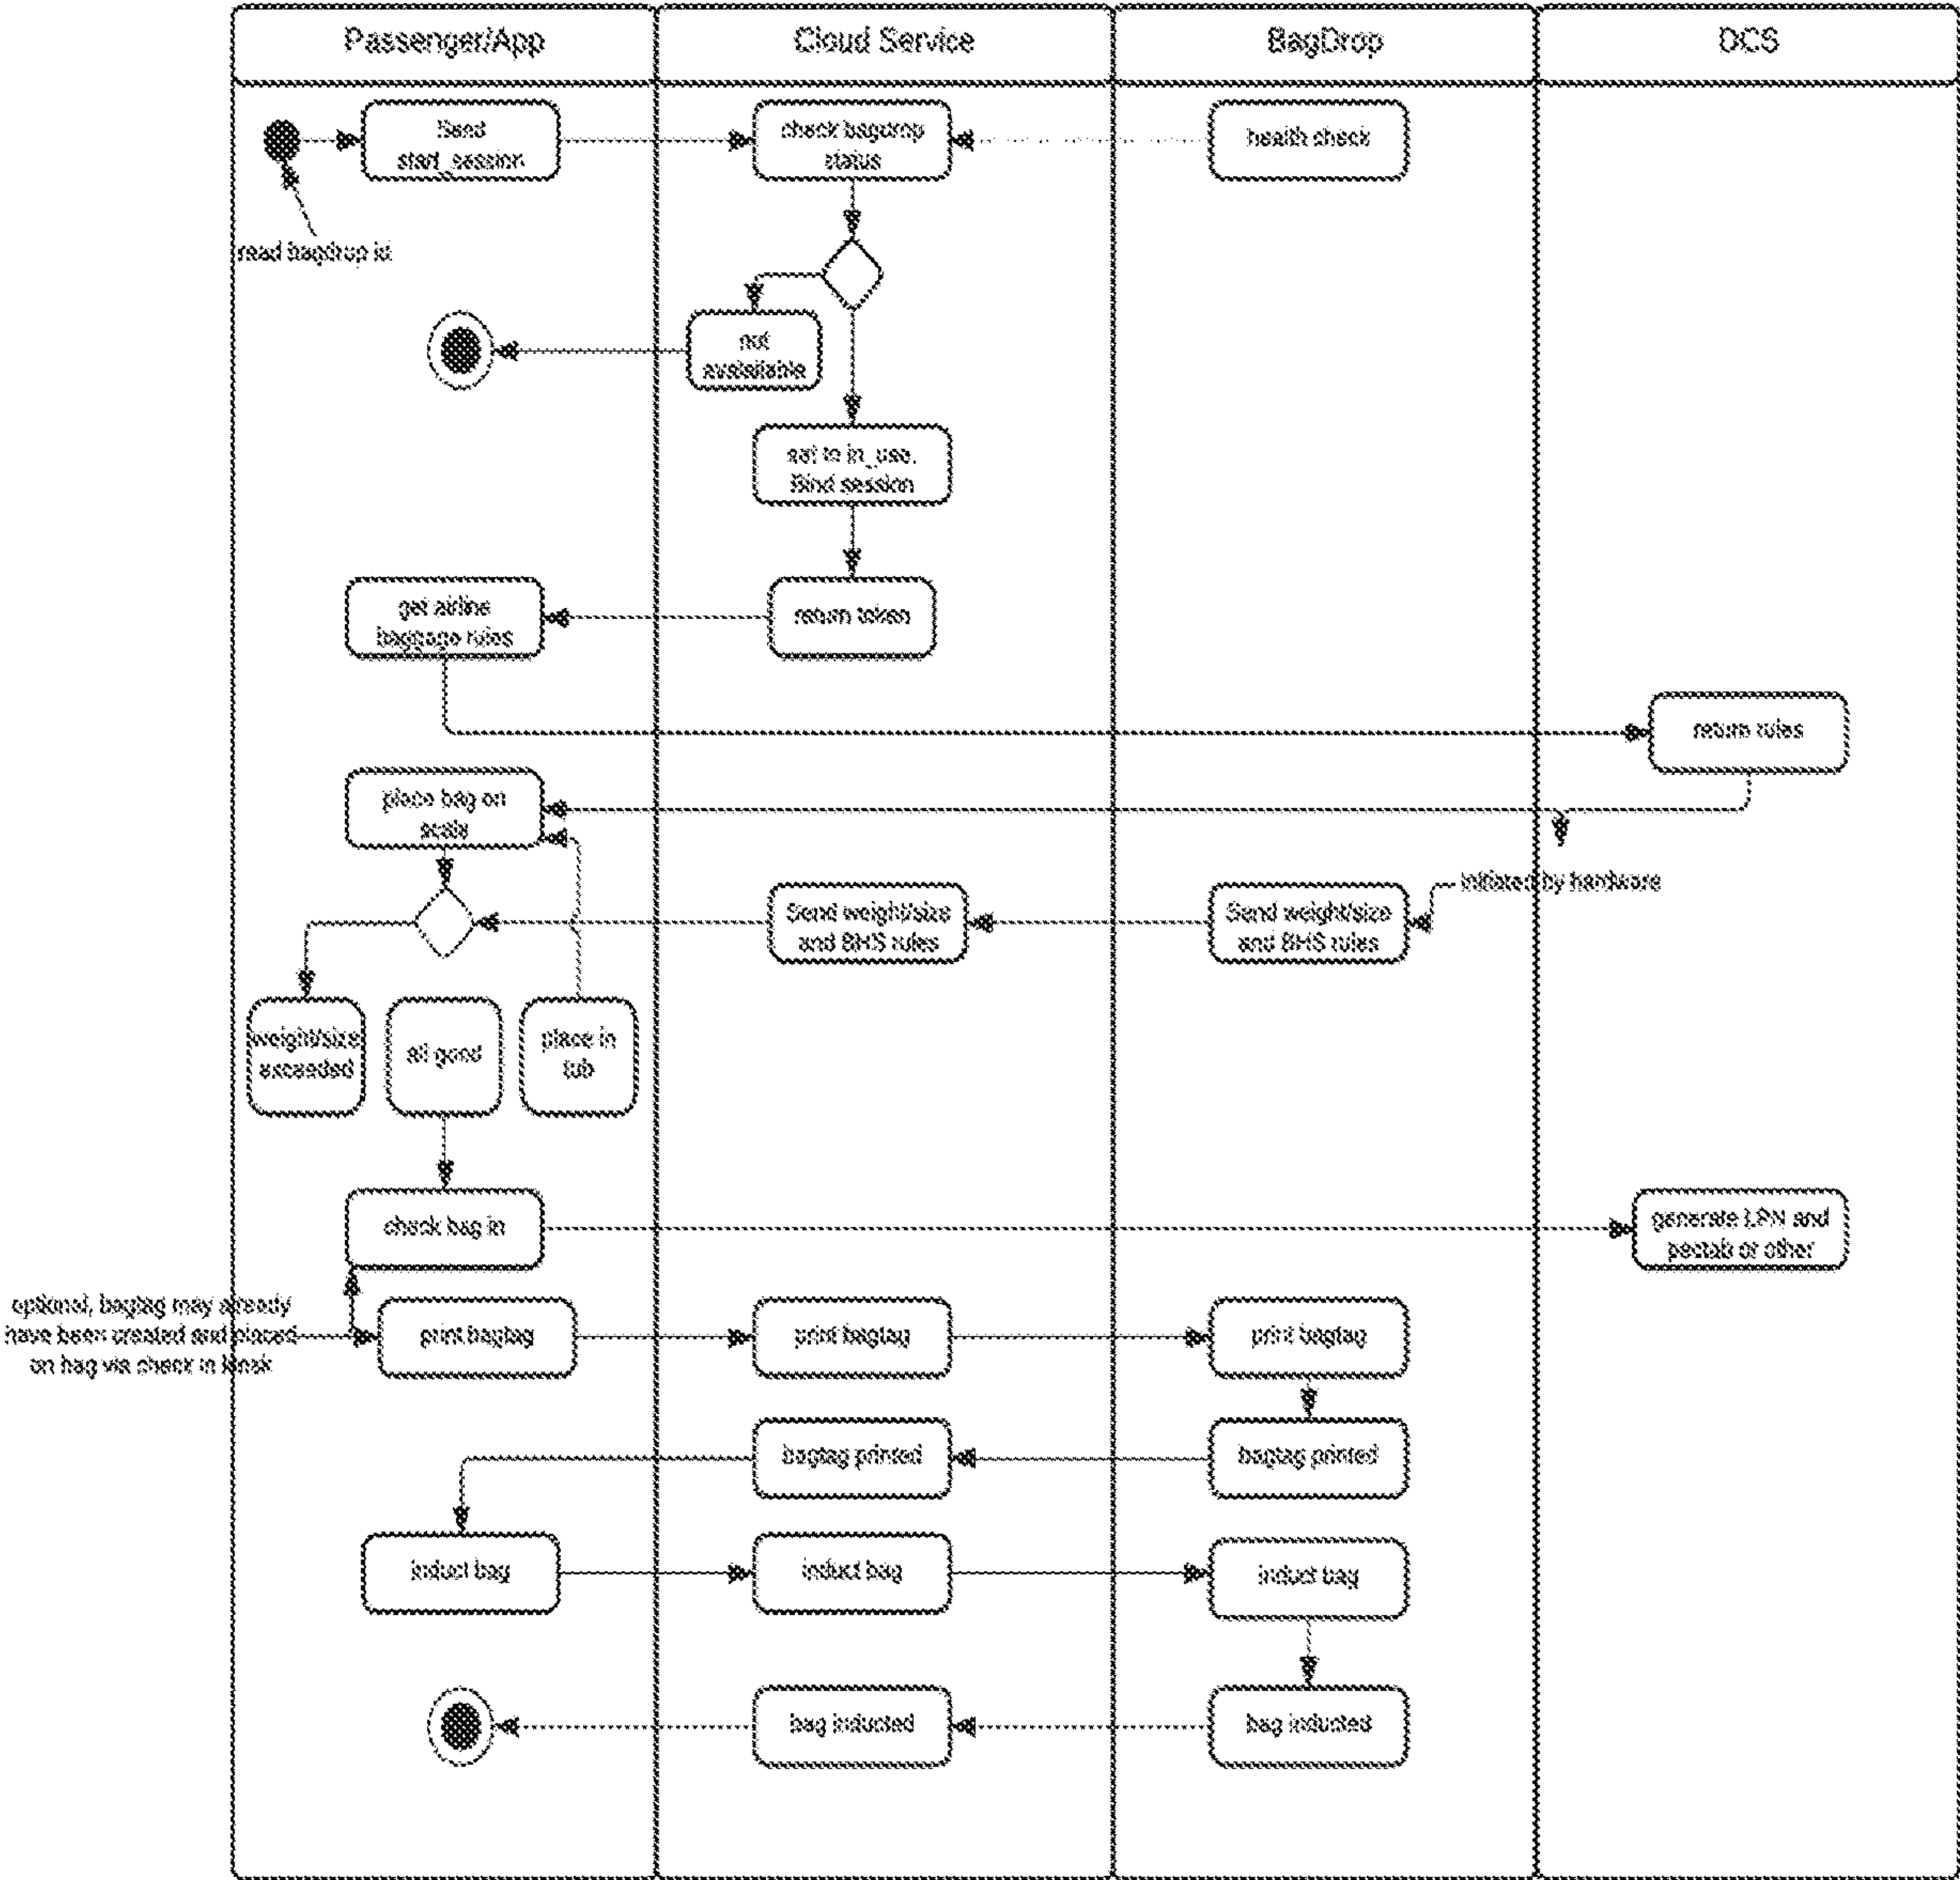 Passenger/App
Cloud Service
BagDrop
DCS
Send
start_session
check bagdrop
status
health check
read bagdrop id
not
avalailable
set to in_use.
Bind session
get airline
baggage rules
return token
return rules
place bag on
scale
initiated by hardware
Send weight/size
and BHS rules
Send weight/size
and BHS rules
weight/size
exceeded
all good
place in
tub
check bag in
generate LPN and
pectab or other
optional, bagtag may already
have been created and placed
on bag via check in kiosk
print bagtag
print bagtag
print bagtag
bagtag printed
bagtag printed
induct bag
induct bag
induct bag
bag inducted
bag inducted